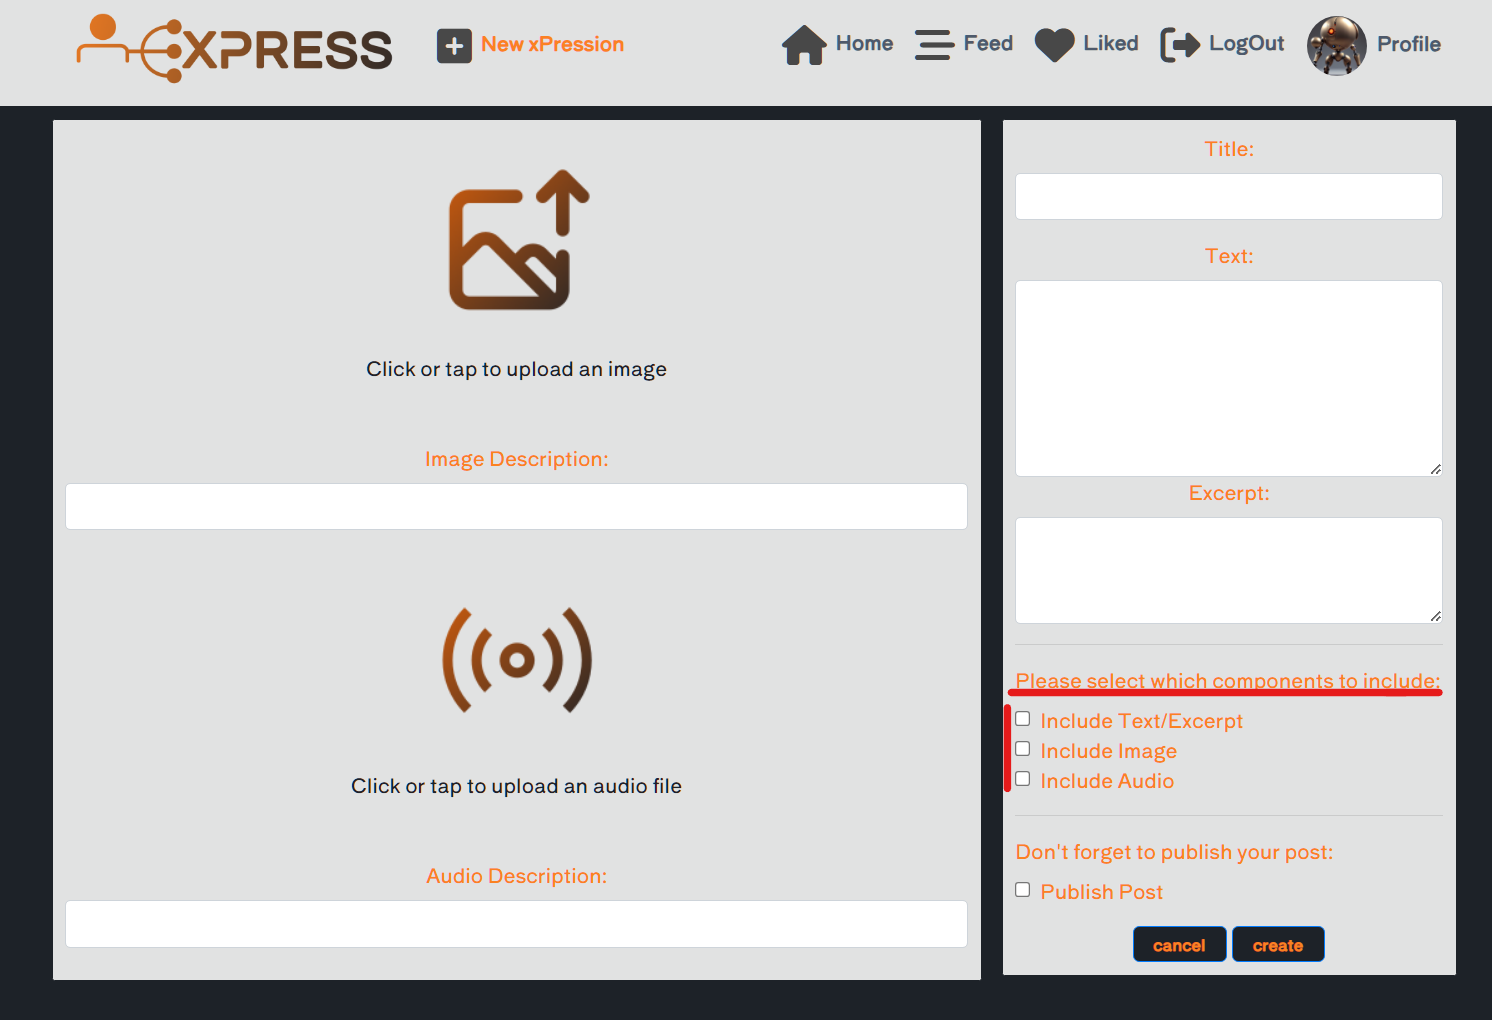 XPRESS
New xPression
Home
Feed
Liked
LogOut
Profile
Click or tap to upload an image
Image Description:
Click or tap to upload an audio file
Audio Description:
Title:
Text:
Excerpt:
Please select which components to include:
Include Text/Excerpt
Include Image
Include Audio
Don't forget to publish your post:
Publish Post
cancel
create